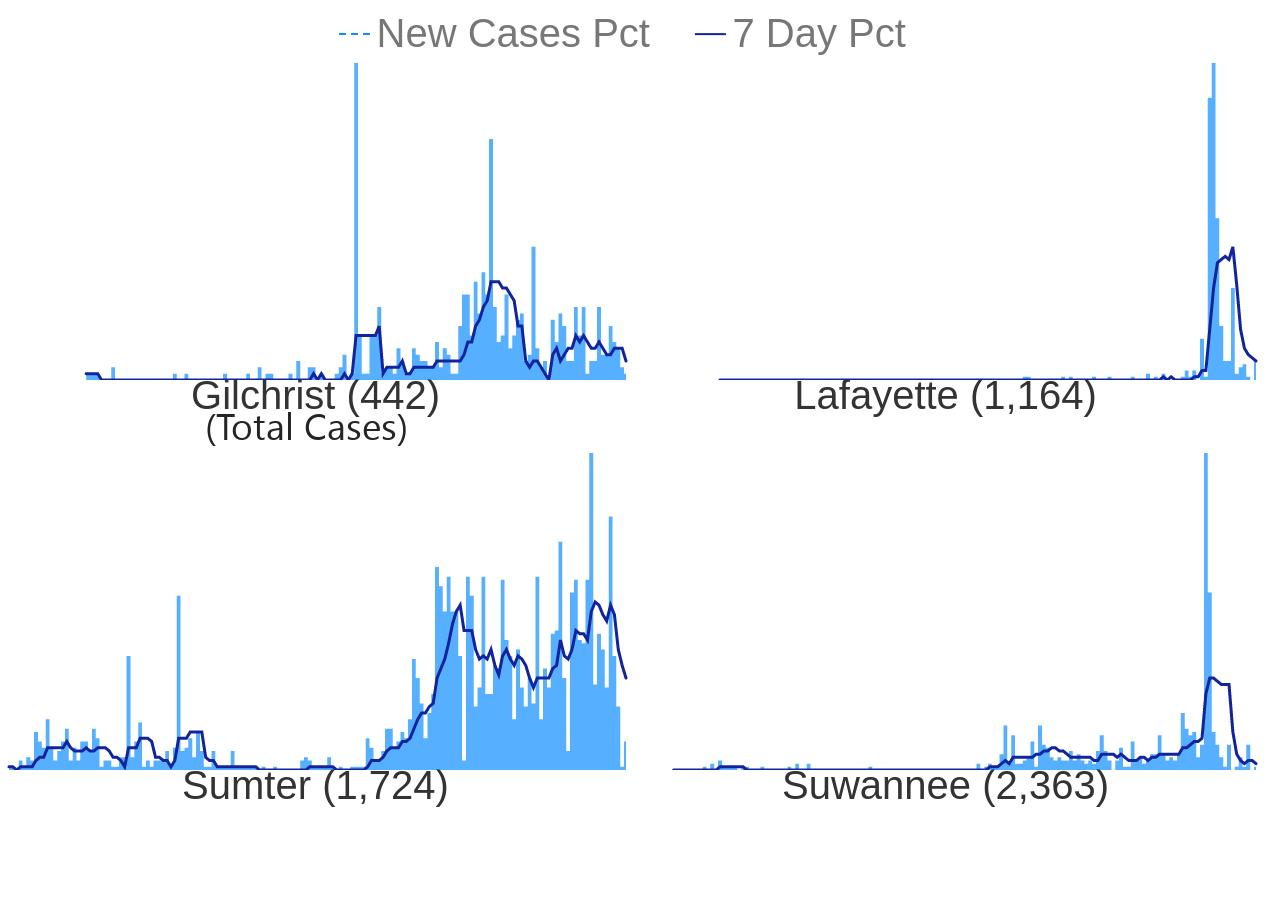 New Cases Pct 7 Day Pct
Gilchrist (442)
(Total Cases)
Lafayette (1,164)
Sumter (1,724)
Suwannee (2,363)